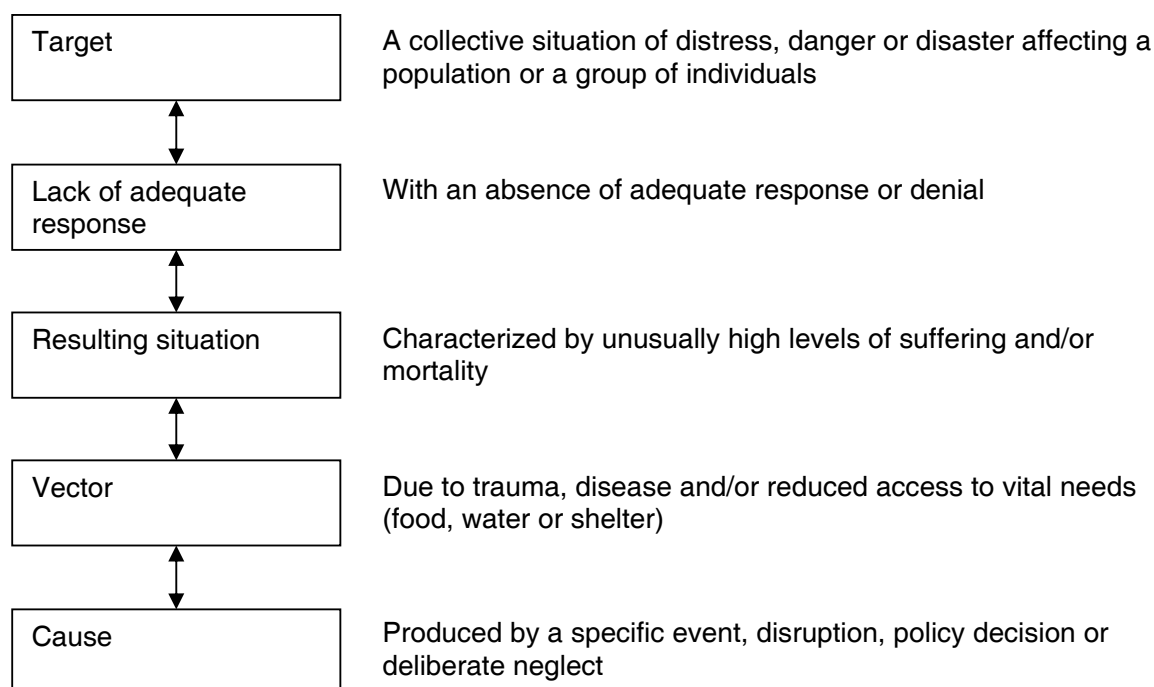 Target
A collective situation of distress, danger or disaster affecting a
population or a group of individuals
Lack of adequate
response
With an absence of adequate response or denial
Resulting situation
Characterized by unusually high levels of suffering and/or
mortality
Vector
Due to trauma, disease and/or reduced access to vital needs
(food, water or shelter)
Cause
Produced by a specific event, disruption, policy decision or
deliberate neglect